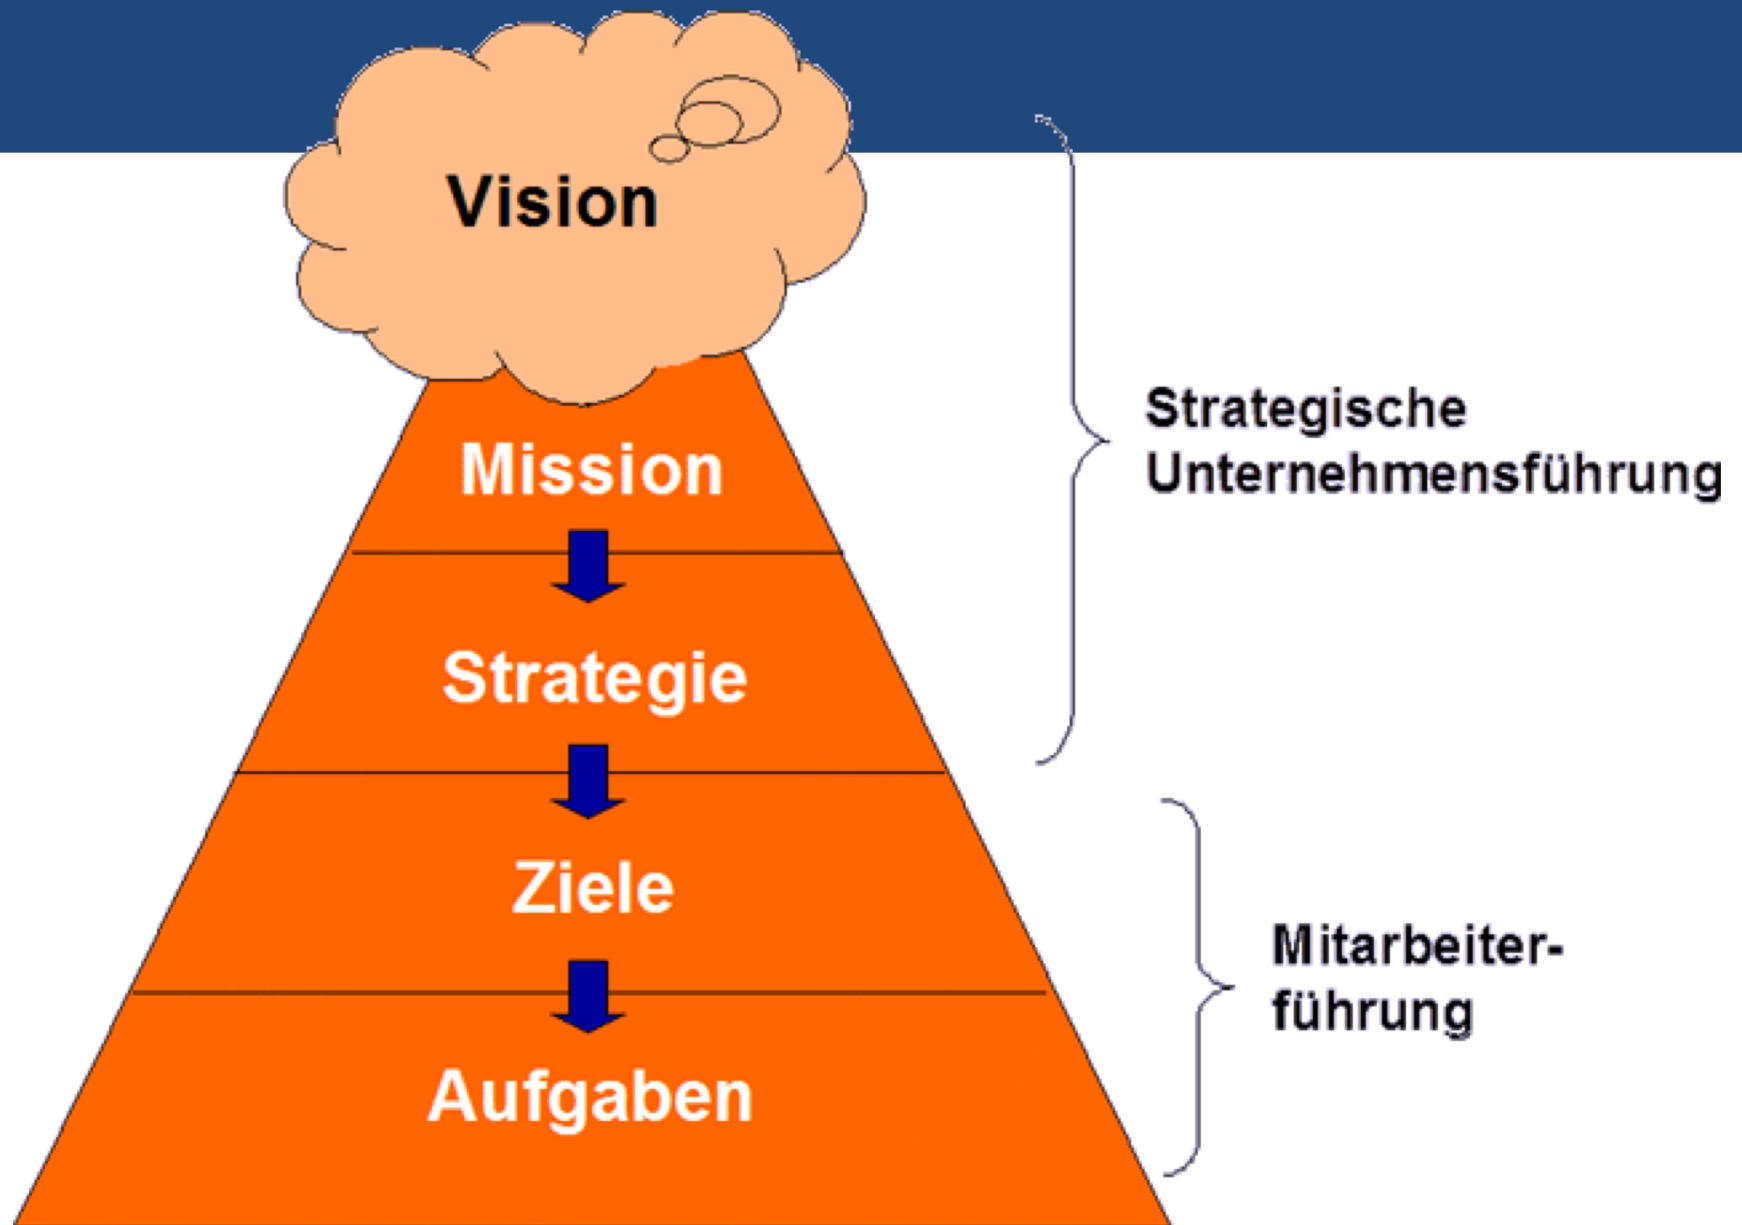 Vision
Mission
Strategie
Ziele
Aufgaben
Strategische
Unternehmensführung
Mitarbeiter-
führung